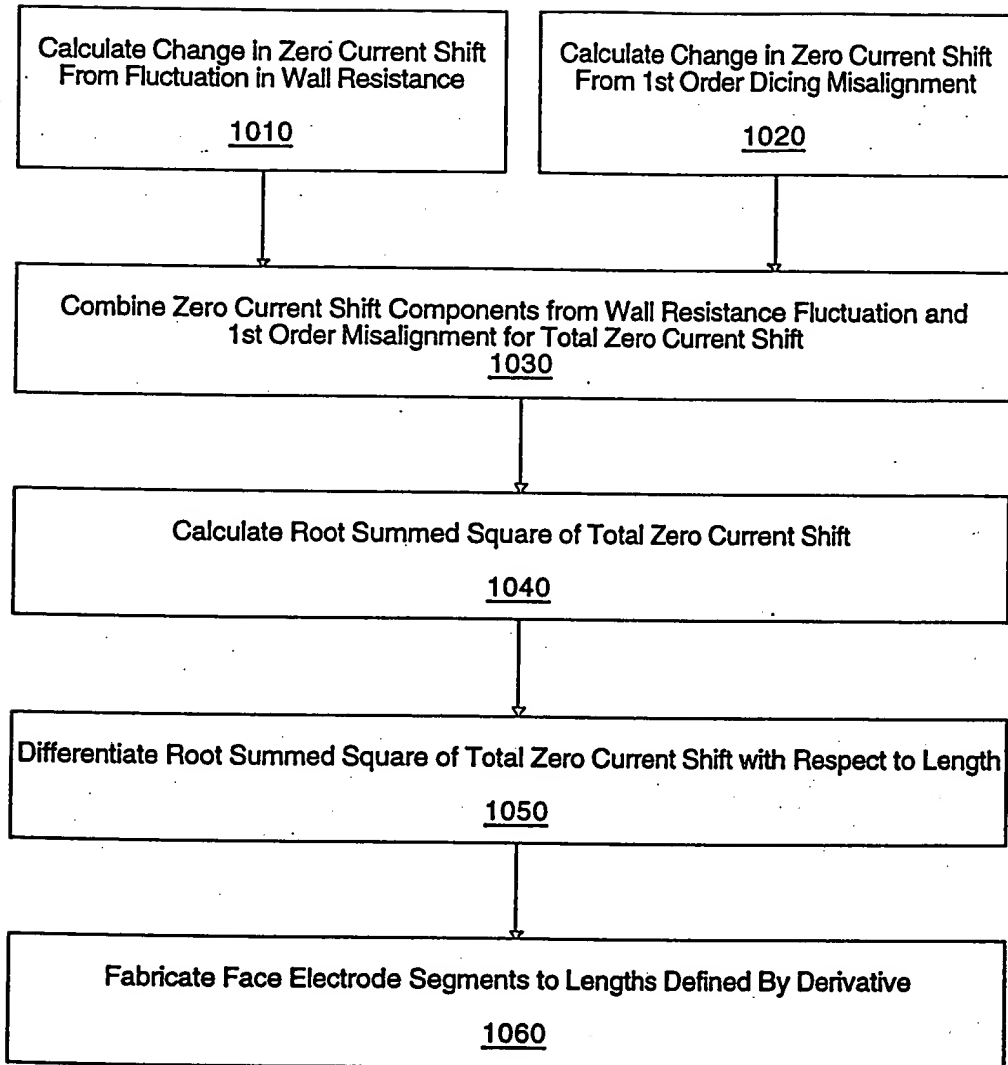 Calculate Change in Zero Current Shift
From Fluctuation in Wall Resistance
1010
Calculate Change in Zero Current Shift
From 1st Order Dicing Misalignment
1020
Combine Zero Current Shift Components from Wall Resistance Fluctuation and
1st Order Misalignment for Total Zero Current Shift
1030
Calculate Root Summed Square of Total Zero Current Shift
1040
Differentiate Root Summed Square of Total Zero Current Shift with Respect to Length
1050
Fabricate Face Electrode Segments to Lengths Defined By Derivative
1060